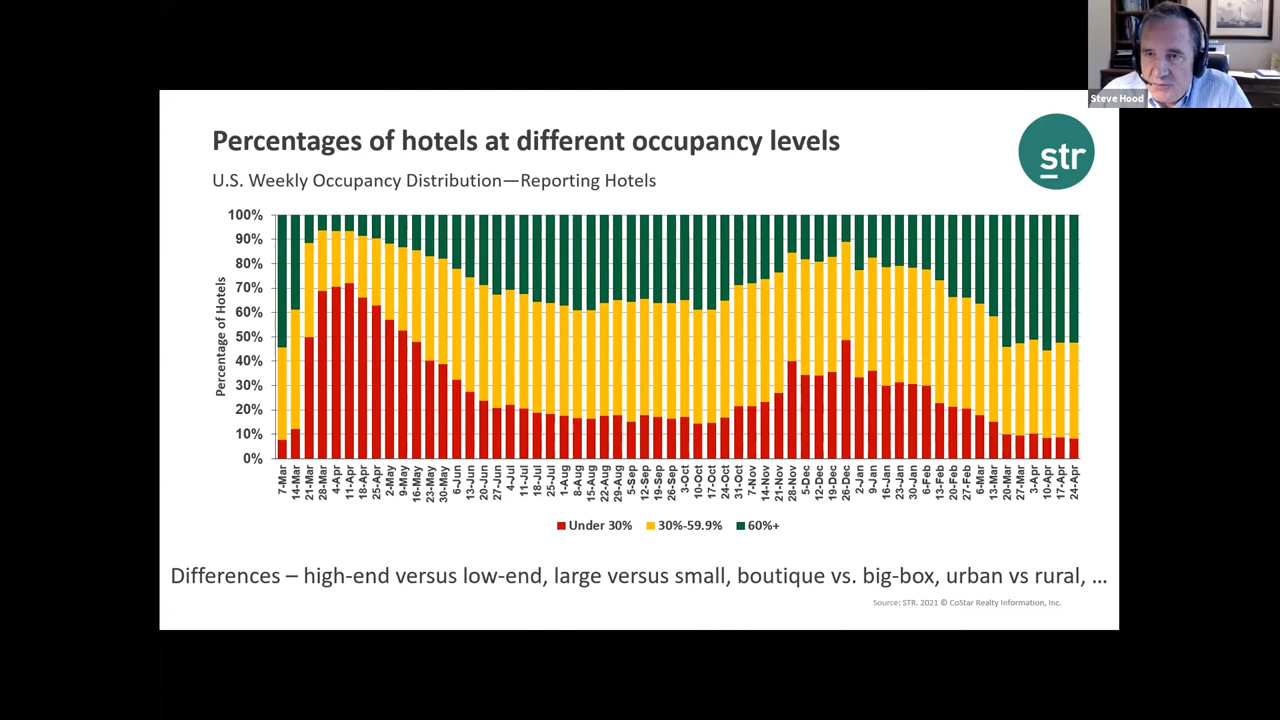 Steve Hood
Percentages of hotels at different occupancy levels
str
U.S. Weekly Occupancy Distribution—Reporting Hotels
Percentage of Hotels
100%
90%
80%
70%
60%
50%
40%
30%
20%
10%
0%
7-Mar
14-Mar
21-Mar
28-Mar
4-Apr
11-Apr
18-Apr
25-Apr
2-May
9-May
16-May
23-May
30-May
6-Jun
13-Jun
20-Jun
27-Jun
4-Jul
11-Jul
18-Jul
25-Jul
1-Aug
8-Aug
15-Aug
22-Aug
29-Aug
5-Sep
12-Sep
19-Sep
26-Sep
3-Oct
10-Oct
17-Oct
24-Oct
31-Oct
7-Nov
14-Nov
21-Nov
28-Nov
5-Dec
12-Dec
19-Dec
26-Dec
2-Jan
9-Jan
16-Jan
23-Jan
30-Jan
6-Feb
13-Feb
20-Feb
27-Feb
6-Mar
13-Mar
20-Mar
27-Mar
3-Apr
10-Apr
17-Apr
24-Apr
Under 30%
30%-59.9%
60%+
Differences – high-end versus low-end, large versus small, boutique vs. big-box, urban vs rural, …
Source: STR. 2021 © CoStar Realty Information, Inc.